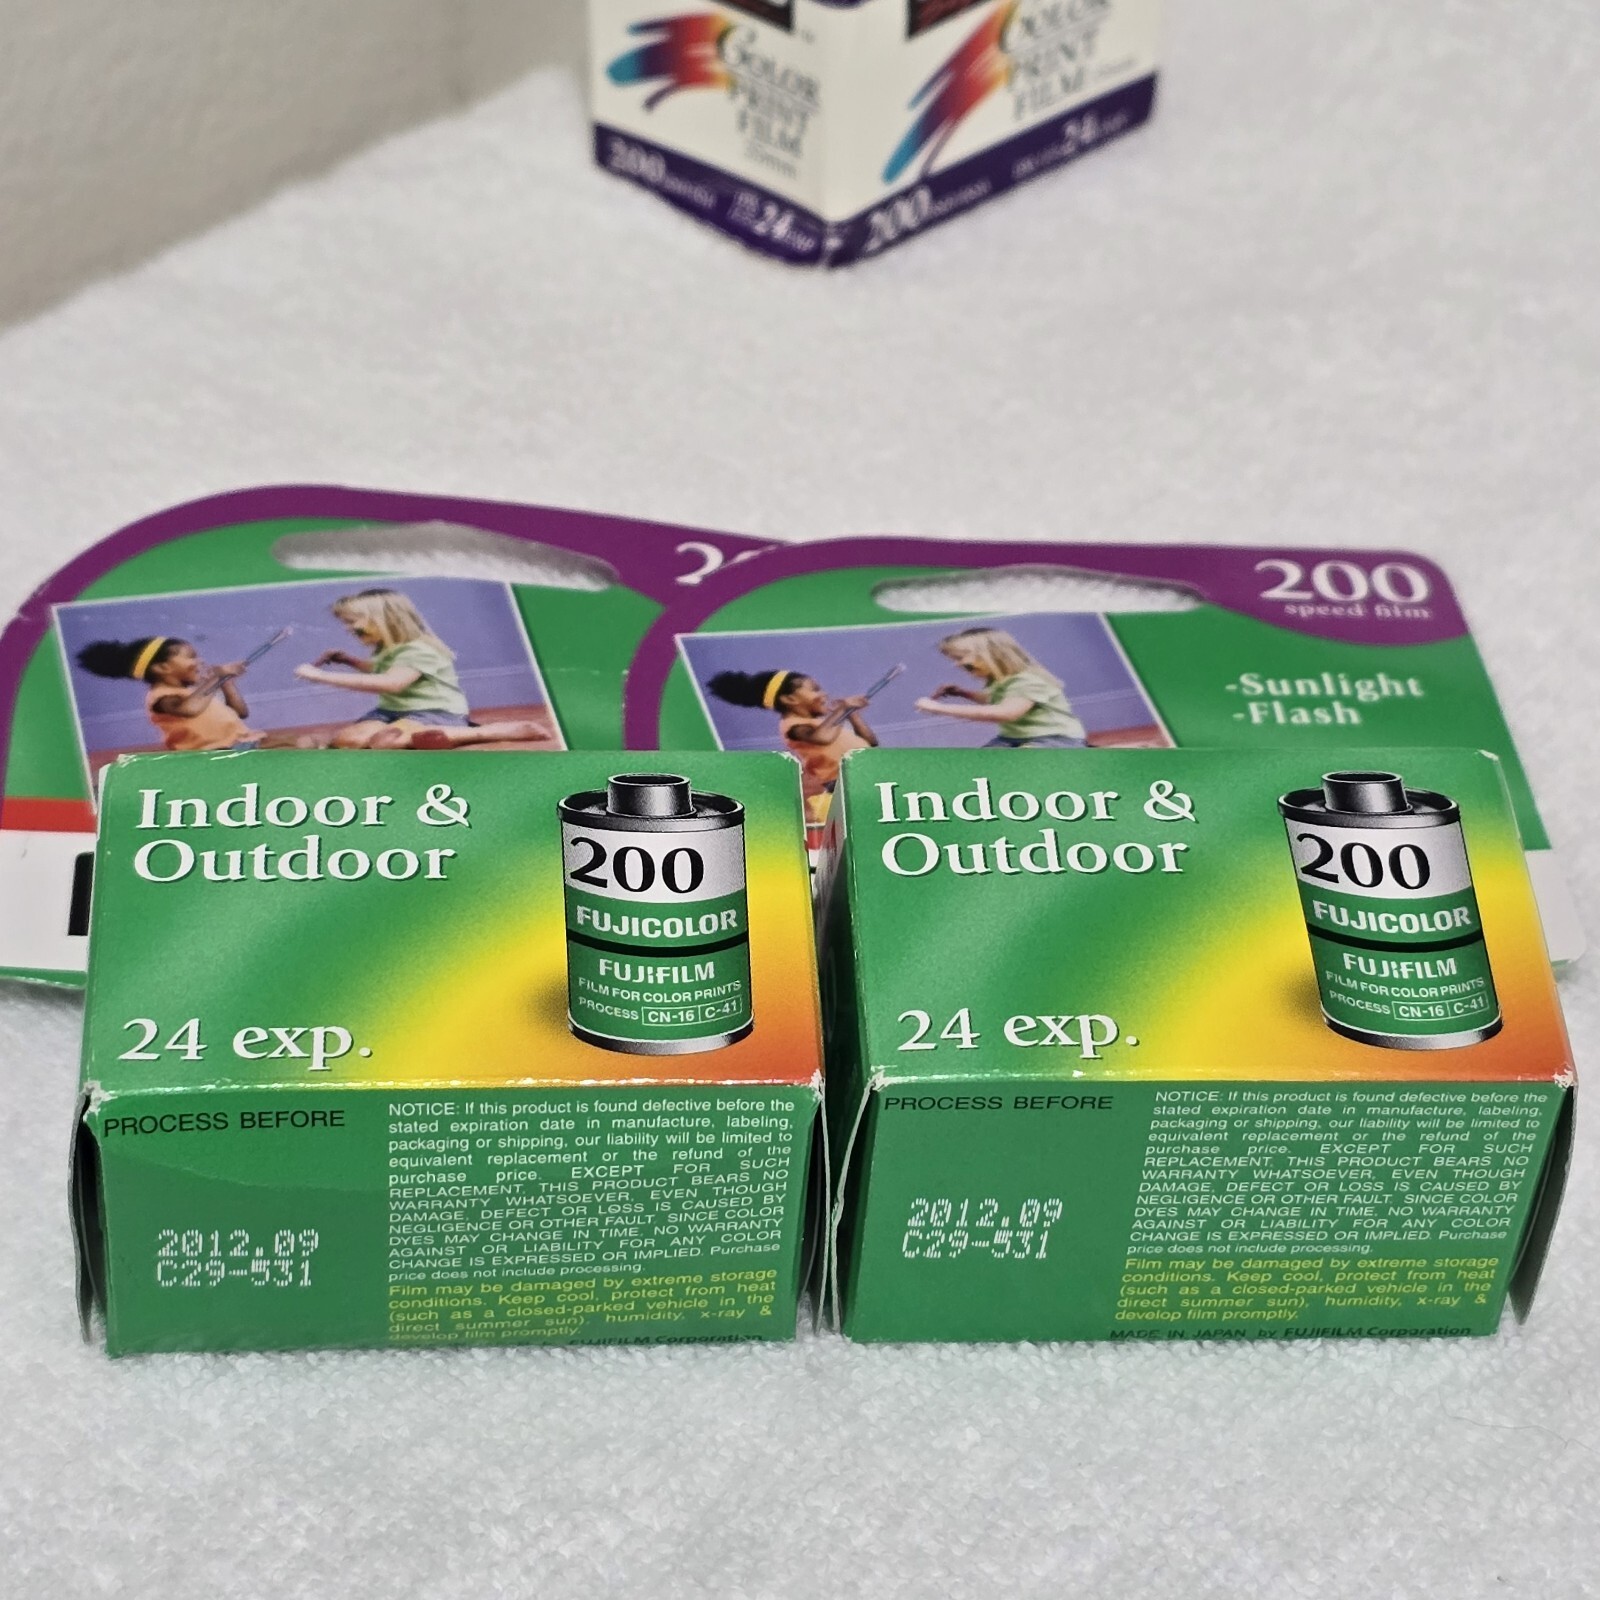 COLOR
PRINT
FILM
35mm
200
24 EXP
COLOR
PRINT
FILM
200
24
200
speed film
-Sunlight
-Flash
Indoor &
Outdoor
24 exp.
200
FUJICOLOR
FUJIFILM
FILM FOR COLOR PRINTS
PROCESS CN-16 C-41
PROCESS BEFORE
2012.09
C29-531
NOTICE: If this product is found defective before the
stated expiration date in manufacture, labeling,
packaging or shipping, our liability will be limited to
equivalent replacement or the refund of the
purchase price. EXCEPT FOR SUCH
REPLACEMENT, THIS PRODUCT BEARS NO
WARRANTY WHATSOEVER, EVEN THOUGH
DAMAGE, DEFECT OR LOSS IS CAUSED BY
NEGLIGENCE OR OTHER FAULT. SINCE COLOR
DYES MAY CHANGE IN TIME, NO WARRANTY
AGAINST OR LIABILITY FOR ANY COLOR
CHANGE IS EXPRESSED OR IMPLIED. Purchase
price does not include processing.
Film may be damaged by extreme storage
conditions. Keep cool, protect from heat
(such as a closed-parked vehicle in the
direct summer sun), humidity, x-ray &
develop film promptly.
by FUJIFILM Corporation
Indoor &
Outdoor
24 exp.
200
FUJICOLOR
FUJIFILM
FILM FOR COLOR PRINTS
PROCESS CN-16 C-41
PROCESS BEFORE
2012.09
C29-531
NOTICE: If this product is found defective before the
stated expiration date in manufacture, labeling,
packaging or shipping, our liability will be limited to
equivalent replacement or the refund of the
purchase price. EXCEPT FOR SUCH
REPLACEMENT, THIS PRODUCT BEARS NO
WARRANTY WHATSOEVER, EVEN THOUGH
DAMAGE, DEFECT OR LOSS IS CAUSED BY
NEGLIGENCE OR OTHER FAULT. SINCE COLOR
DYES MAY CHANGE IN TIME, NO WARRANTY
AGAINST OR LIABILITY FOR ANY COLOR
CHANGE IS EXPRESSED OR IMPLIED. Purchase
price does not include processing.
Film may be damaged by extreme storage
conditions. Keep cool, protect from heat
(such as a closed-parked vehicle in the
direct summer sun), humidity, x-ray &
develop film promptly.
MADE IN JAPAN by FUJIFILM Corporation